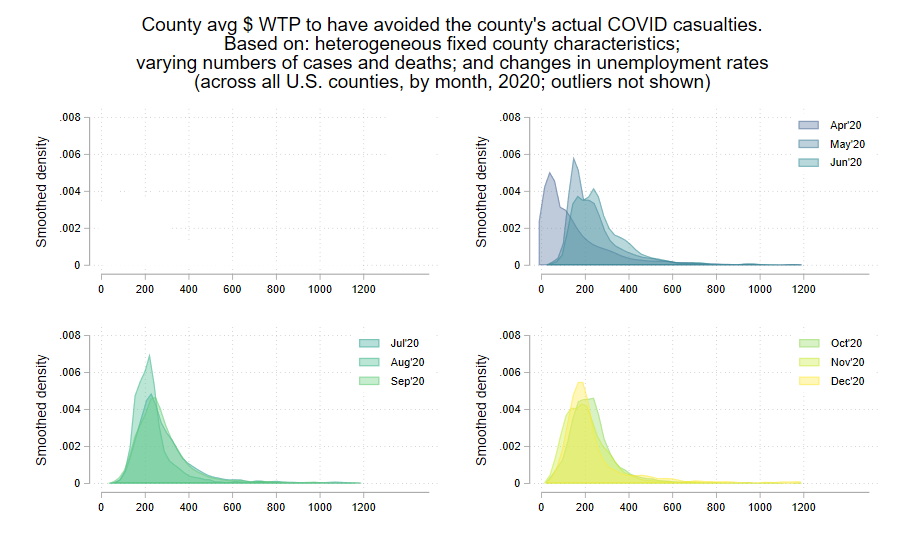 County avg $ WTP to have avoided the county's actual COVID casualties.
Based on: heterogeneous fixed county characteristics;
varying numbers of cases and deaths; and changes in unemployment rates
(across all U.S. counties, by month, 2020; outliers not shown)
Smoothed density
.008
.006
.004
.002
0
0 200 400 600 800 1000 1200
Smoothed density
.008
.006
.004
.002
0
0 200 400 600 800 1000 1200
Apr'20
May'20
Jun'20
Smoothed density
.008
.006
.004
.002
0
0 200 400 600 800 1000 1200
Jul'20
Aug'20
Sep'20
Smoothed density
.008
.006
.004
.002
0
0 200 400 600 800 1000 1200
Oct'20
Nov'20
Dec'20